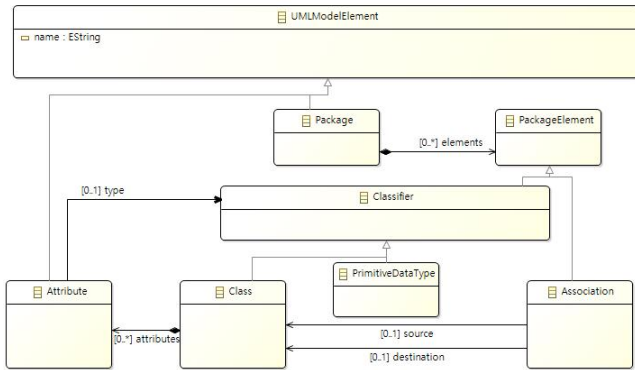 UMLModelElement
name : EString
Package
PackageElement
[0..*] elements
[0..1] type
Classifier
PrimitiveDataType
Attribute
Class
Association
[0..1] source
[0..*] attributes
[0..1] destination